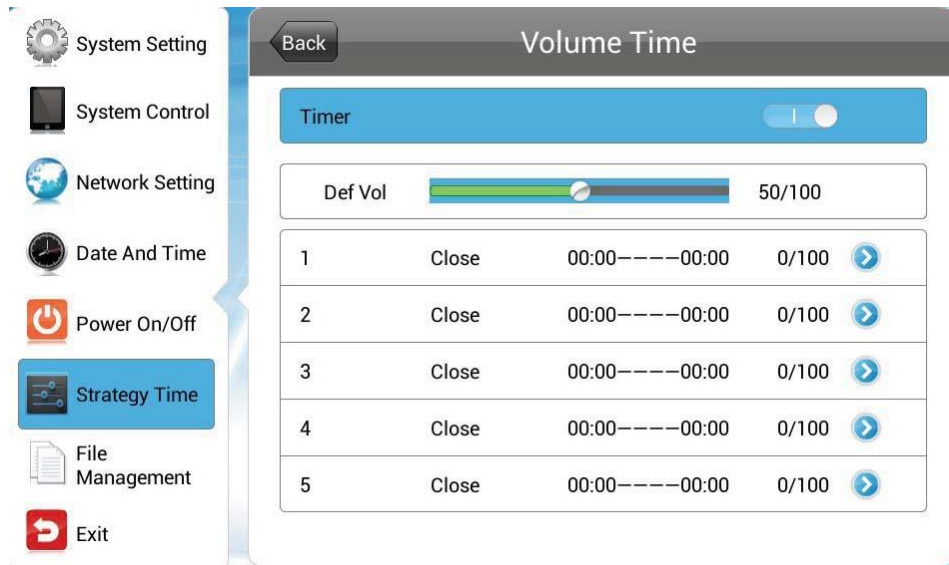 System Setting
System Control
Network Setting
Date And Time
Power On/Off
Strategy Time
File
Management
Exit
Back
Volume Time
Timer
Def Vol 50/100
1 Close 00:00----00:00 0/100
2 Close 00:00----00:00 0/100
3 Close 00:00----00:00 0/100
4 Close 00:00----00:00 0/100
5 Close 00:00----00:00 0/100